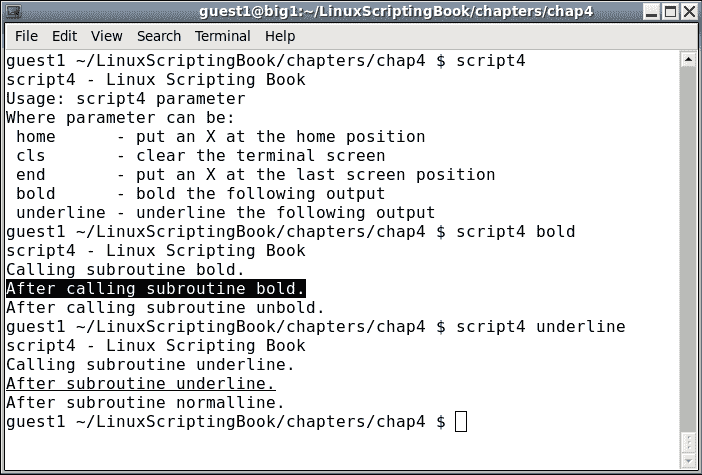 guest1@big1:~/LinuxScriptingBook/chapters/chap4
File Edit View Search Terminal Help
guest1 ~/LinuxScriptingBook/chapters/chap4 $ script4
script4 - Linux Scripting Book
Usage: script4 parameter
Where parameter can be:
 home      - put an X at the home position
 cls       - clear the terminal screen
 end       - put an X at the last screen position
 bold      - bold the following output
 underline - underline the following output
guest1 ~/LinuxScriptingBook/chapters/chap4 $ script4 bold
script4 - Linux Scripting Book
Calling subroutine bold.
After calling subroutine bold.
After calling subroutine unbold.
guest1 ~/LinuxScriptingBook/chapters/chap4 $ script4 underline
script4 - Linux Scripting Book
Calling subroutine underline.
After subroutine underline.
After subroutine normalline.
guest1 ~/LinuxScriptingBook/chapters/chap4 $